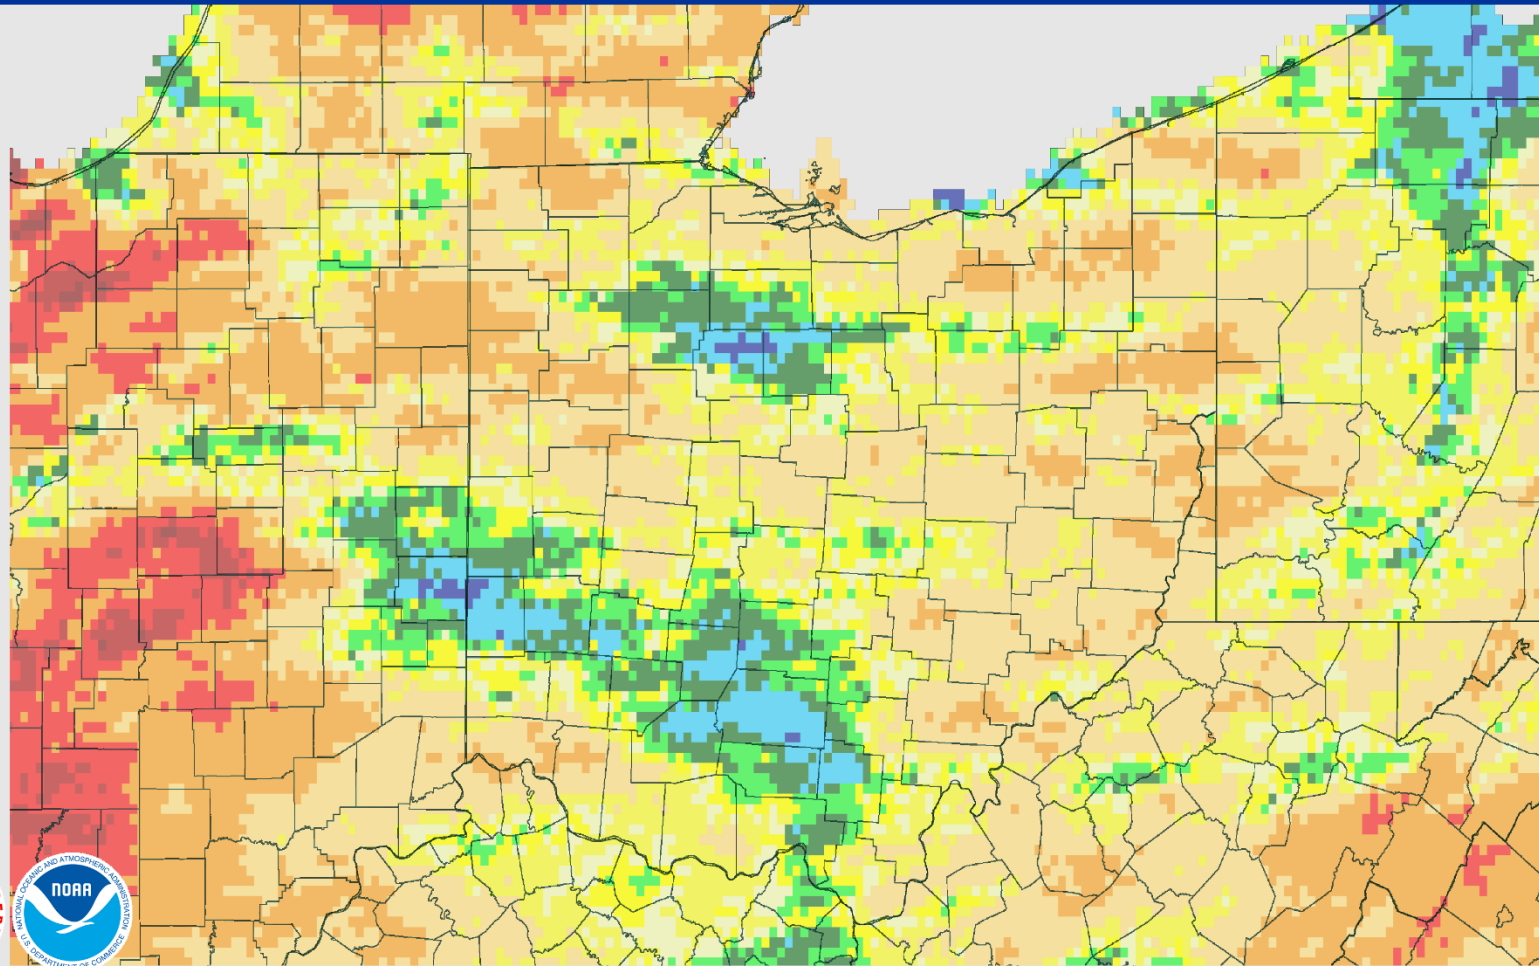 NATIONAL OCEANIC AND ATMOSPHERIC ADMINISTRATION
NOAA
U.S. DEPARTMENT OF COMMERCE